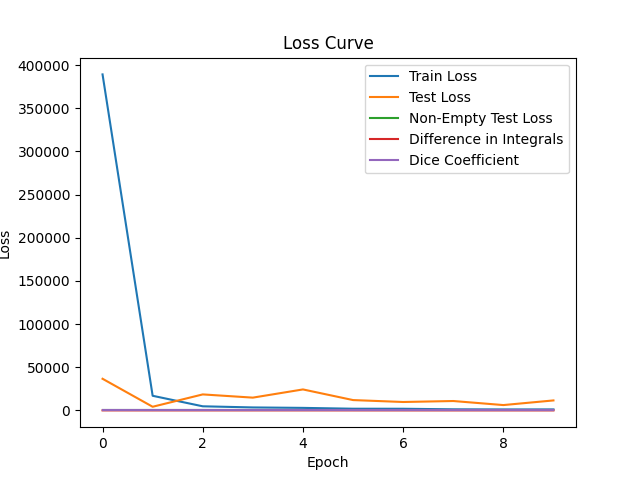 Loss Curve
400000
350000
300000
250000
200000
150000
100000
50000
0
Loss
Train Loss
Test Loss
Non-Empty Test Loss
Difference in Integrals
Dice Coefficient
0 2 4 6 8
Epoch